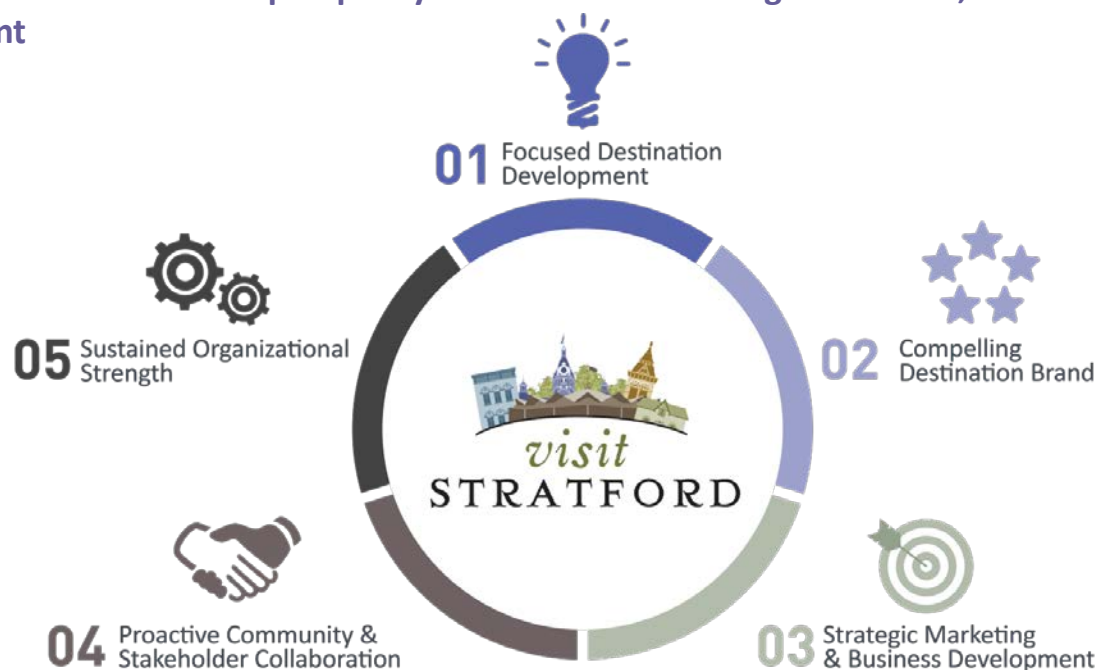 nt
01 Focused Destination
Development
02 Compelling
Destination Brand
03 Strategic Marketing
& Business Development
04 Proactive Community &
Stakeholder Collaboration
05 Sustained Organizational
Strength
visit
STRATFORD